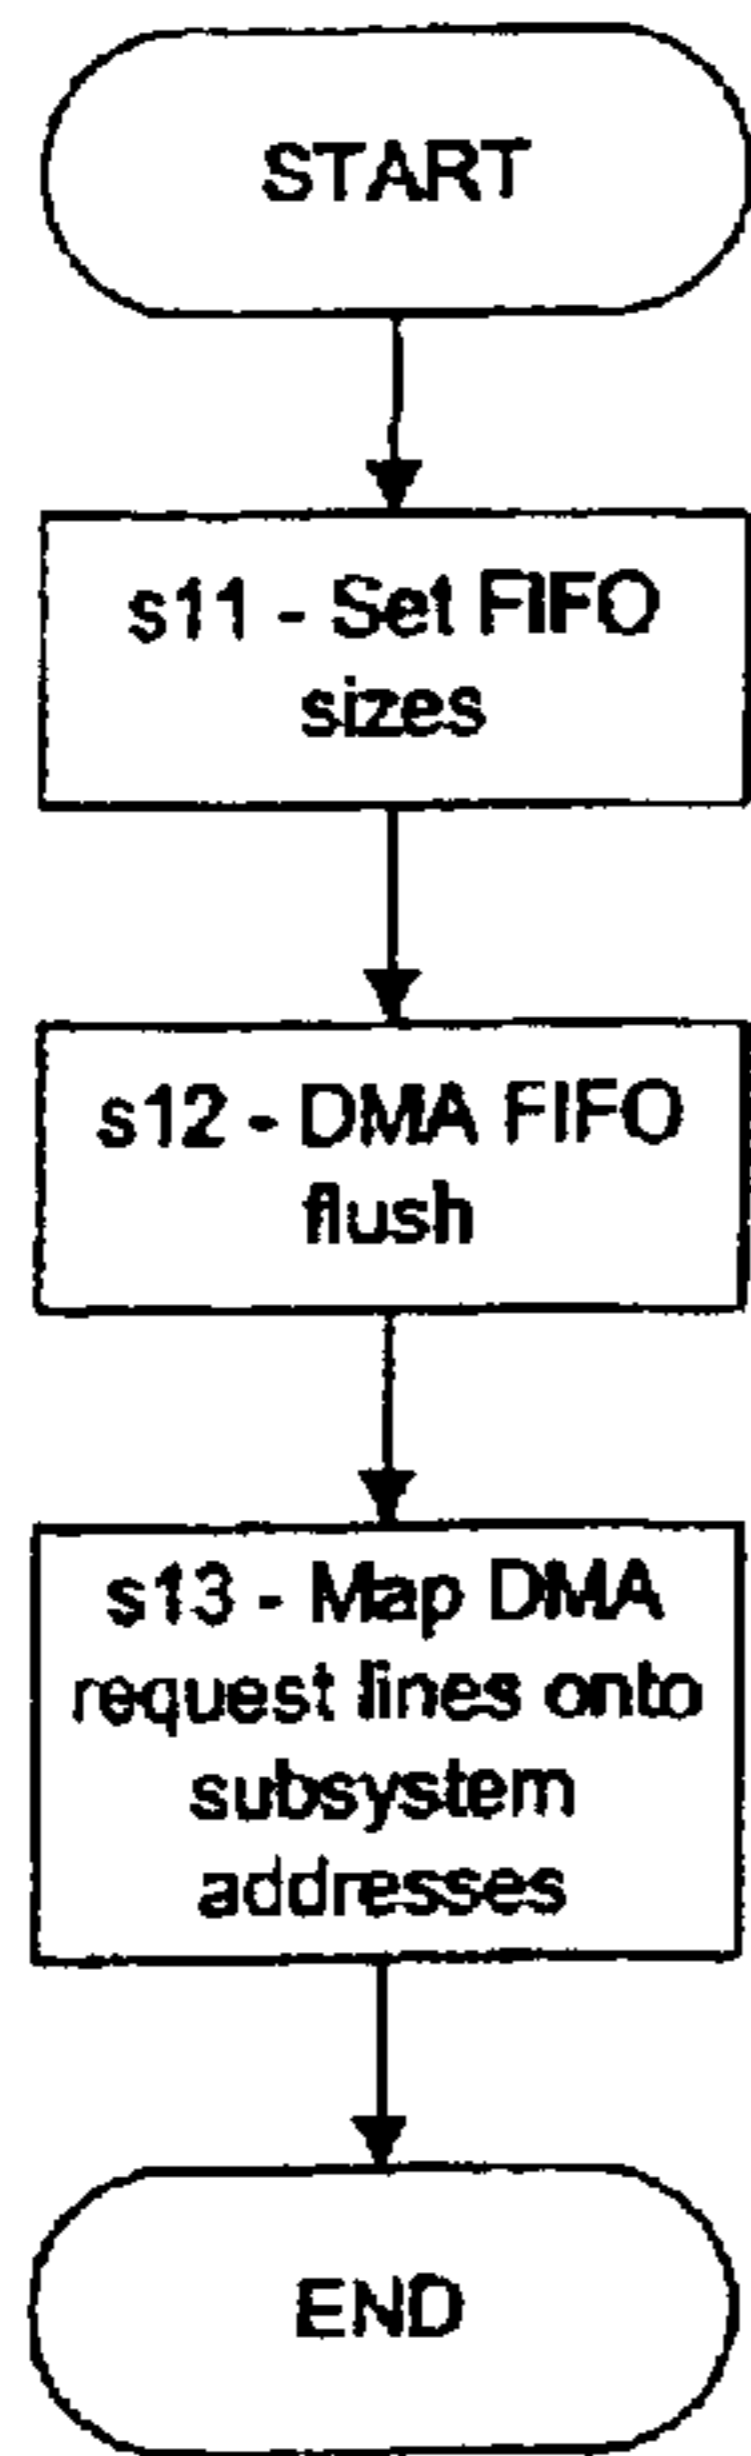 START
s11 - Set FIFO
sizes
s12 - DMA FIFO
flush
s13 - Map DMA
request lines onto
subsystem
addresses
END